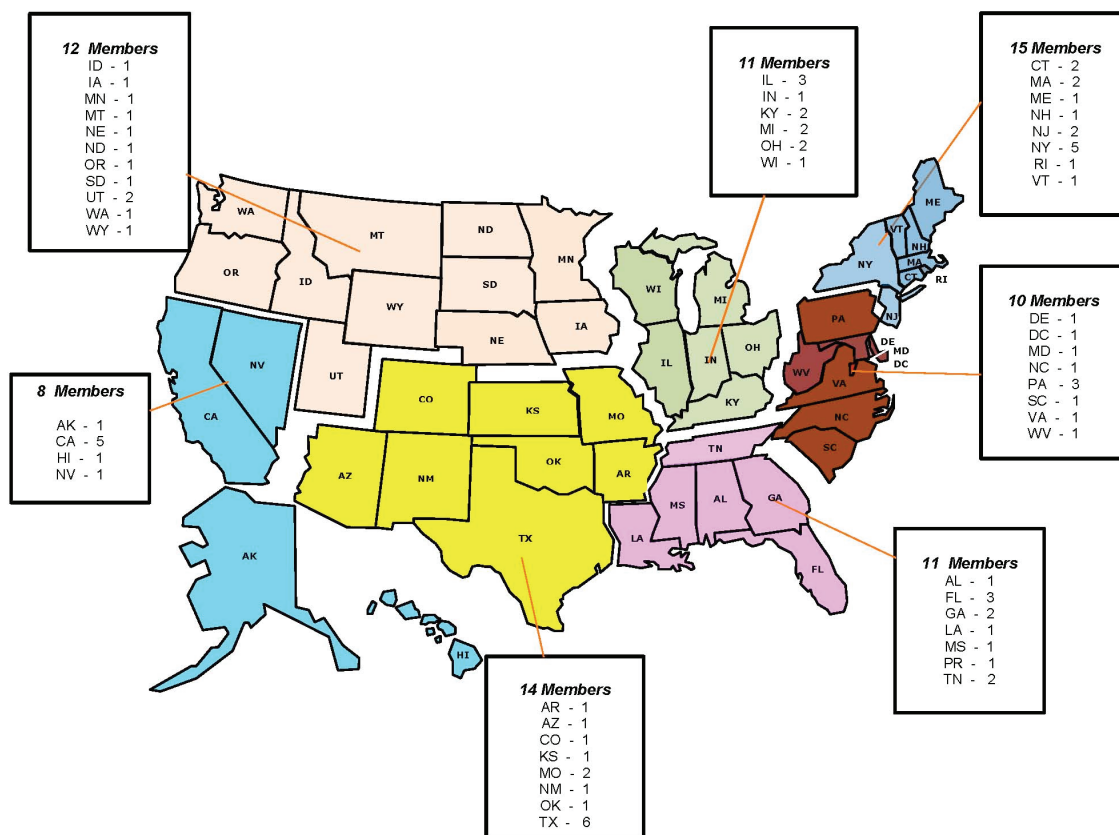 12 Members
ID - 1
IA - 1
MN - 1
MT - 1
NE - 1
ND - 1
OR - 1
SD - 1
UT - 2
WA - 1
WY - 1
11 Members
IL - 3
IN - 1
KY - 2
MI - 2
OH - 2
WI - 1
15 Members
CT - 2
MA - 2
ME - 1
NH - 1
NJ - 2
NY - 5
RI - 1
VT - 1
10 Members
DE - 1
DC - 1
MD - 1
NC - 1
PA - 3
SC - 1
VA - 1
WV - 1
8 Members
AK - 1
CA - 5
HI - 1
NV - 1
11 Members
AL - 1
FL - 3
GA - 2
LA - 1
MS - 1
PR - 1
TN - 2
14 Members
AR - 1
AZ - 1
CO - 1
KS - 1
MO - 2
NM - 1
OK - 1
TX - 6
WA
MT
ND
MN
OR
ID
WY
SD
NE
IA
UT
NV
CA
AK
HI
CO
KS
MO
AZ
NM
OK
AR
TX
WI
MI
IL
IN
OH
KY
TN
MS
AL
GA
LA
FL
PA
WV
VA
NC
SC
DE
MD
DC
ME
VT
NH
NY
MA
CT
RI
NJ